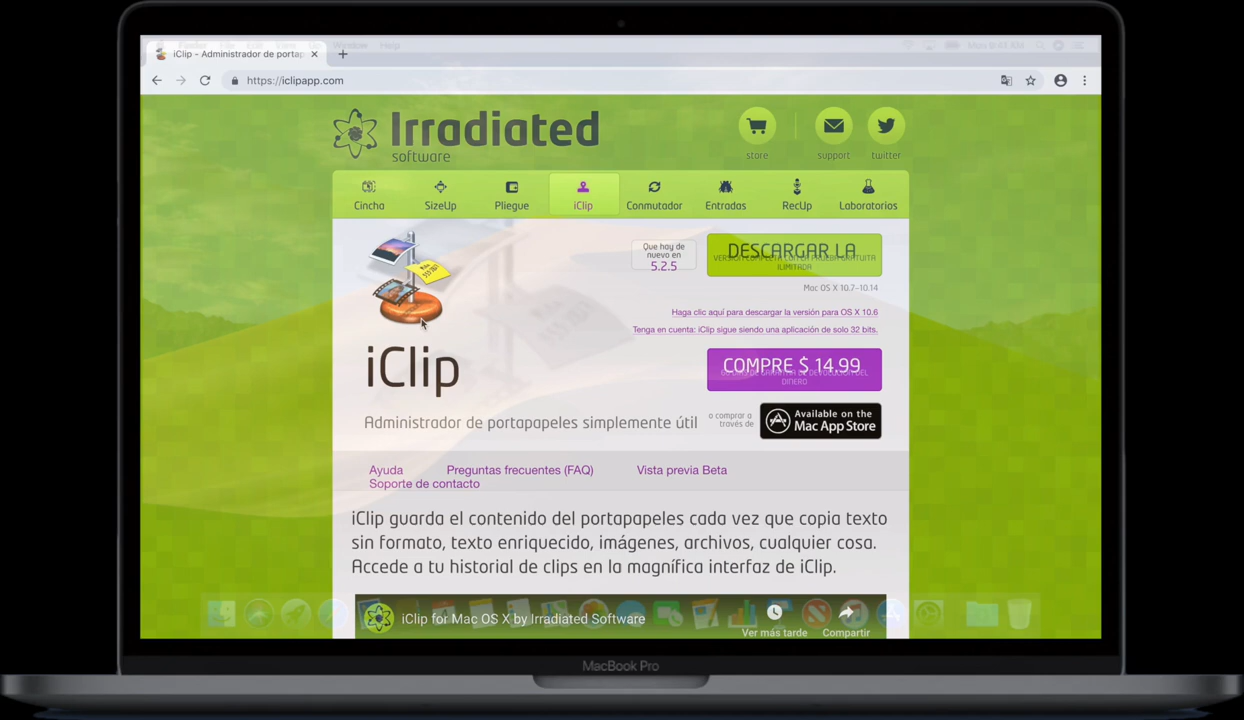 iClip - Administrador de portap
https://iclipapp.com
Irradiated
software
store
support
twitter
Cincha
SizeUp
Pliegue
iClip
Conmutador
Entradas
RecUp
Laboratorios
Que hay de
nuevo en
5.2.5
DESCARGAR LA
VERSIÓN COMPLETA CON LA PRUEBA GRATUITA
ILIMITADA
Mac OS X 10.7-10.14
Haga clic aquí para descargar la versión para OS X 10.6
Tenga en cuenta: iClip sigue siendo una aplicación de solo 32 bits.
iClip
COMPRE $ 14.99
DINERO
Administrador de portapapeles simplemente útil
o comprar a
través de
Available on the
Mac App Store
Ayuda
Preguntas frecuentes (FAQ)
Vista previa Beta
Soporte de contacto
iClip guarda el contenido del portapapeles cada vez que copia texto
sin formato, texto enriquecido, imágenes, archivos, cualquier cosa.
Accede a tu historial de clips en la magnífica interfaz de iClip.
iClip for Mac OS X by Irradiated Software
Ver más tarde
Compartir
MacBook Pro